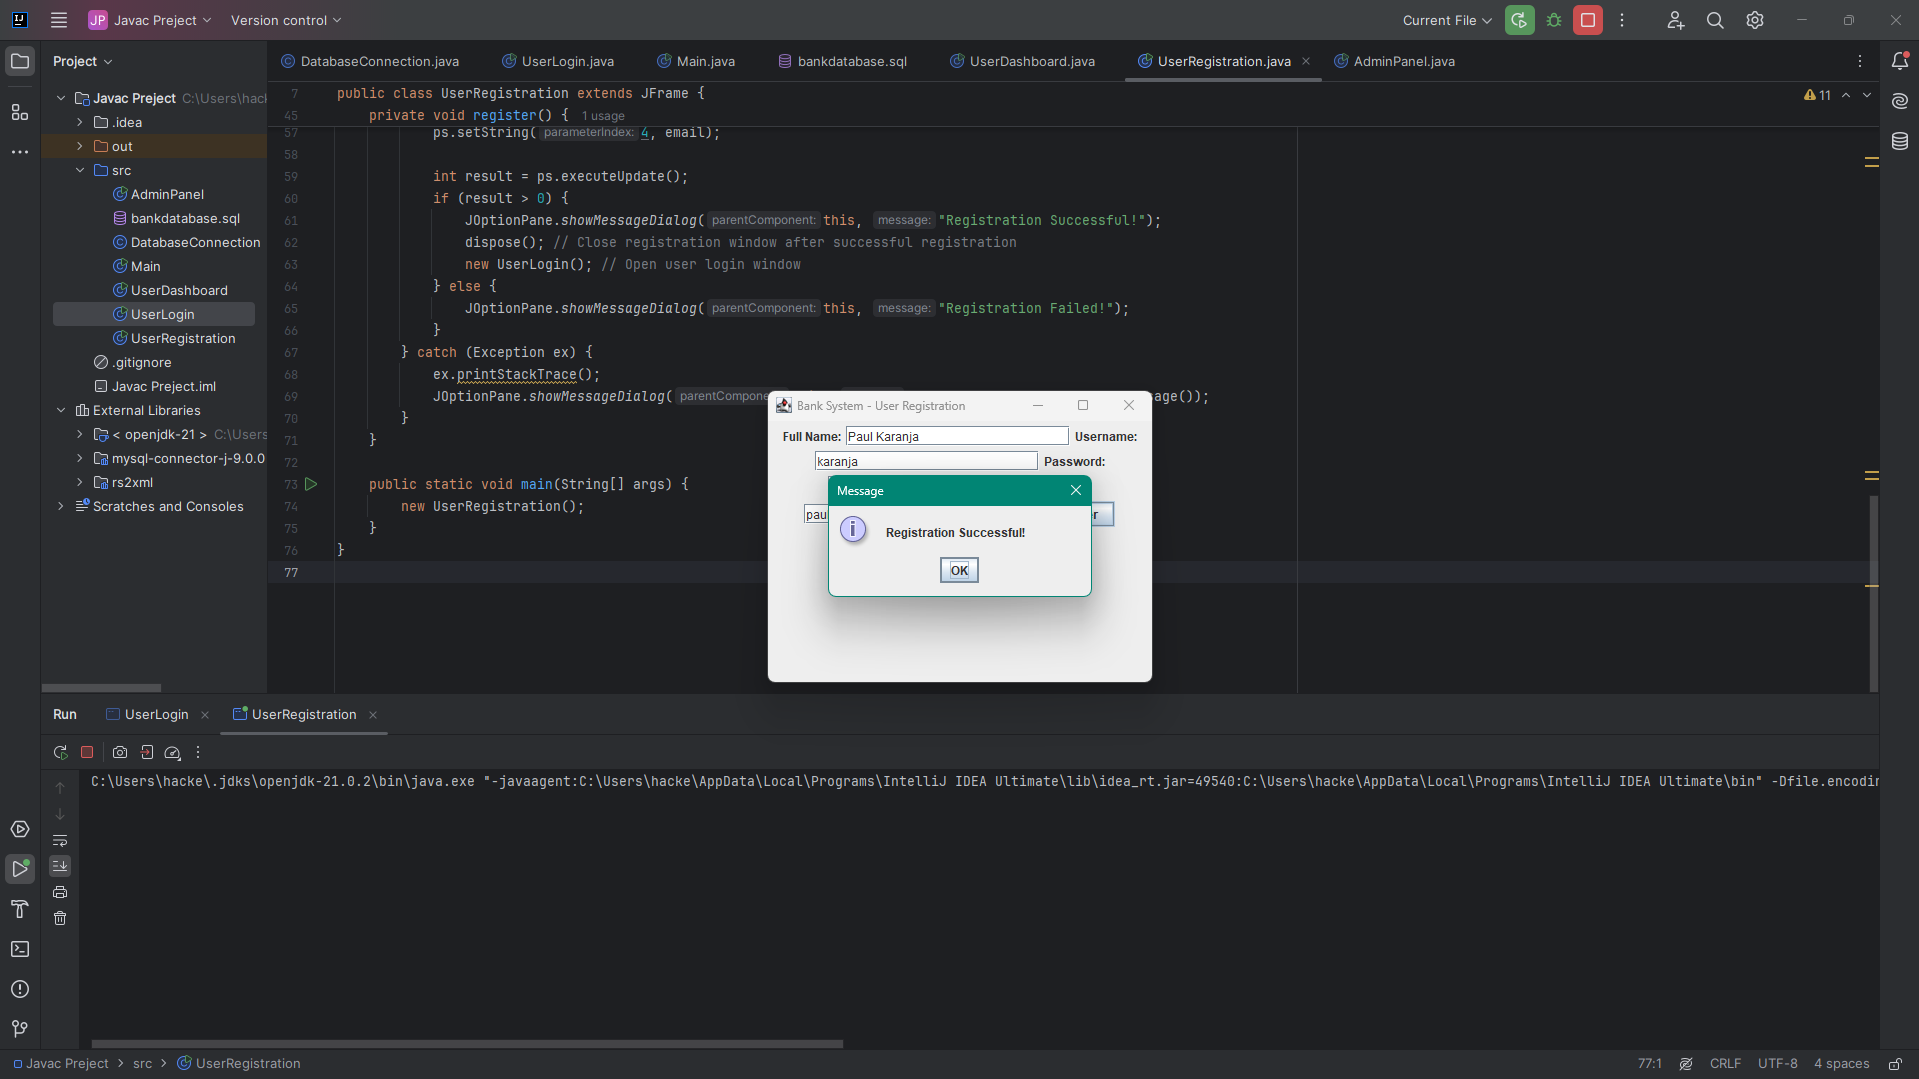 JP Javac Preject Version control Current File
Project
DatabaseConnection.java UserLogin.java Main.java bankdatabase.sql UserDashboard.java UserRegistration.java AdminPanel.java
Javac Preject C:\Users\hack
.idea
out
src
AdminPanel
bankdatabase.sql
DatabaseConnection
Main
UserDashboard
UserLogin
UserRegistration
.gitignore
Javac Preject.iml
External Libraries
< openjdk-21 > C:\Users
mysql-connector-j-9.0.0
rs2xml
Scratches and Consoles
7 public class UserRegistration extends JFrame { 11
45 private void register() { 1 usage
57 ps.setString( parameterIndex: 4, email);
58
59 int result = ps.executeUpdate();
60 if (result > 0) {
61 JOptionPane.showMessageDialog( parentComponent: this, message: "Registration Successful!");
62 dispose(); // Close registration window after successful registration
63 new UserLogin(); // Open user login window
64 } else {
65 JOptionPane.showMessageDialog( parentComponent: this, message: "Registration Failed!");
66 }
67 } catch (Exception ex) {
68 ex.printStackTrace();
69 JOptionPane.showMessageDialog( parentCompone age());
70 }
71 }
72
73 public static void main(String[] args) {
74 new UserRegistration();
75 }
76 }
77
Bank System - User Registration
Full Name: Paul Karanja Username:
karanja Password:
pau r
Message
Registration Successful!
OK
Run UserLogin UserRegistration
C:\Users\hacke\.jdks\openjdk-21.0.2\bin\java.exe "-javaagent:C:\Users\hacke\AppData\Local\Programs\IntelliJ IDEA Ultimate\lib\idea_rt.jar=49540:C:\Users\hacke\AppData\Local\Programs\IntelliJ IDEA Ultimate\bin" -Dfile.encodin
Javac Preject > src > UserRegistration 77:1 CRLF UTF-8 4 spaces